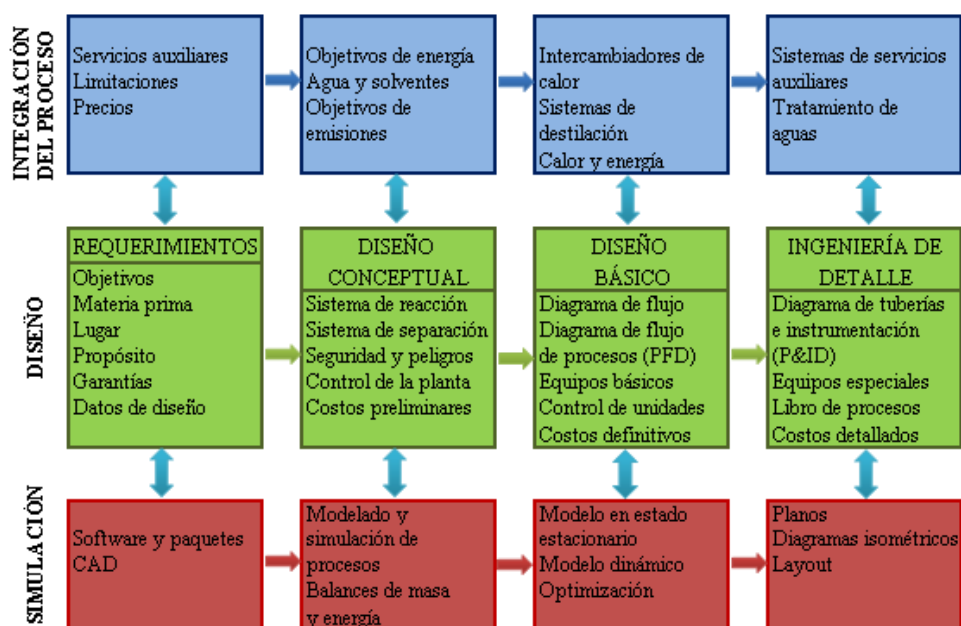 INTEGRACIÓN
DEL PROCESO
Servicios auxiliares
Limitaciones
Precios
Objetivos de energía
Agua y solventes
Objetivos de
emisiones
Intercambiadores de
calor
Sistemas de
destilación
Calor y energía
Sistemas de servicios
auxiliares
Tratamiento de
aguas
DISEÑO
REQUERIMIENTOS
Objetivos
Materia prima
Lugar
Propósito
Garantías
Datos de diseño
DISEÑO
CONCEPTUAL
Sistema de reacción
Sistema de separación
Seguridad y peligros
Control de la planta
Costos preliminares
DISEÑO
BÁSICO
Diagrama de flujo
Diagrama de flujo
de procesos (PFD)
Equipos básicos
Control de unidades
Costos definitivos
INGENIERÍA DE
DETALLE
Diagrama de tuberías
e instrumentación
(P&ID)
Equipos especiales
Libro de procesos
Costos detallados
SIMULACIÓN
Software y paquetes
CAD
Modelado y
simulación de
procesos
Balances de masa
y energía
Modelo en estado
estacionario
Modelo dinámico
Optimización
Planos
Diagramas isométricos
Layout